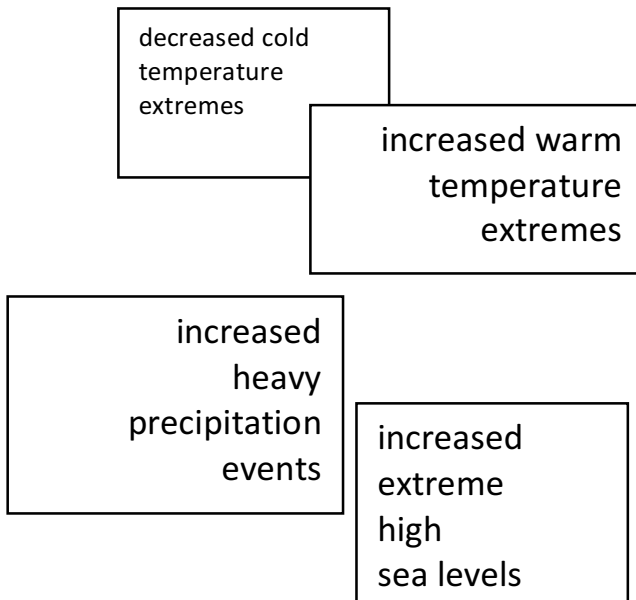 decreased cold
temperature
extremes
increased warm
temperature
extremes
increased
heavy
precipitation
events
increased
extreme
high
sea levels